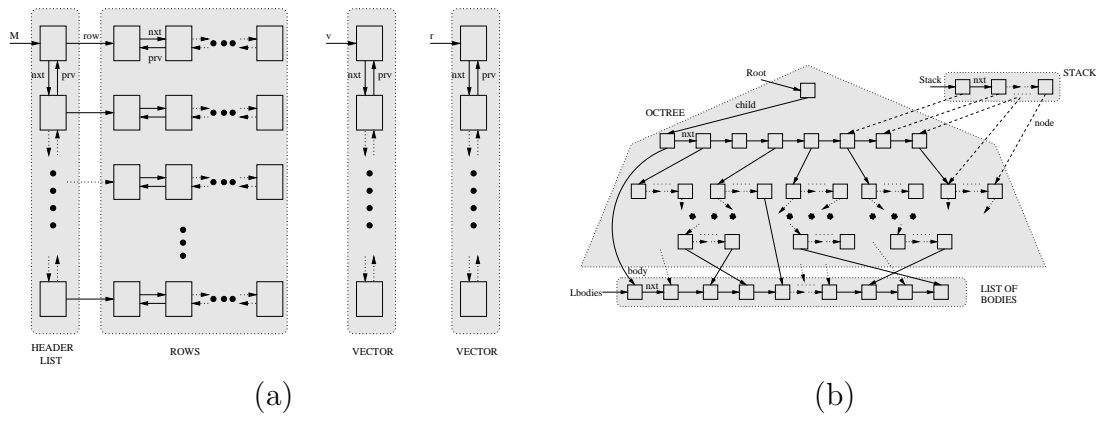 M
row
nxt
prv
nxt
prv
HEADER
LIST
ROWS
v
nxt
prv
VECTOR
r
nxt
prv
VECTOR
(a)
Root
child
OCTREE
nxt
Stack
nxt
STACK
node
body
Lbodies
nxt
LIST OF
BODIES
(b)